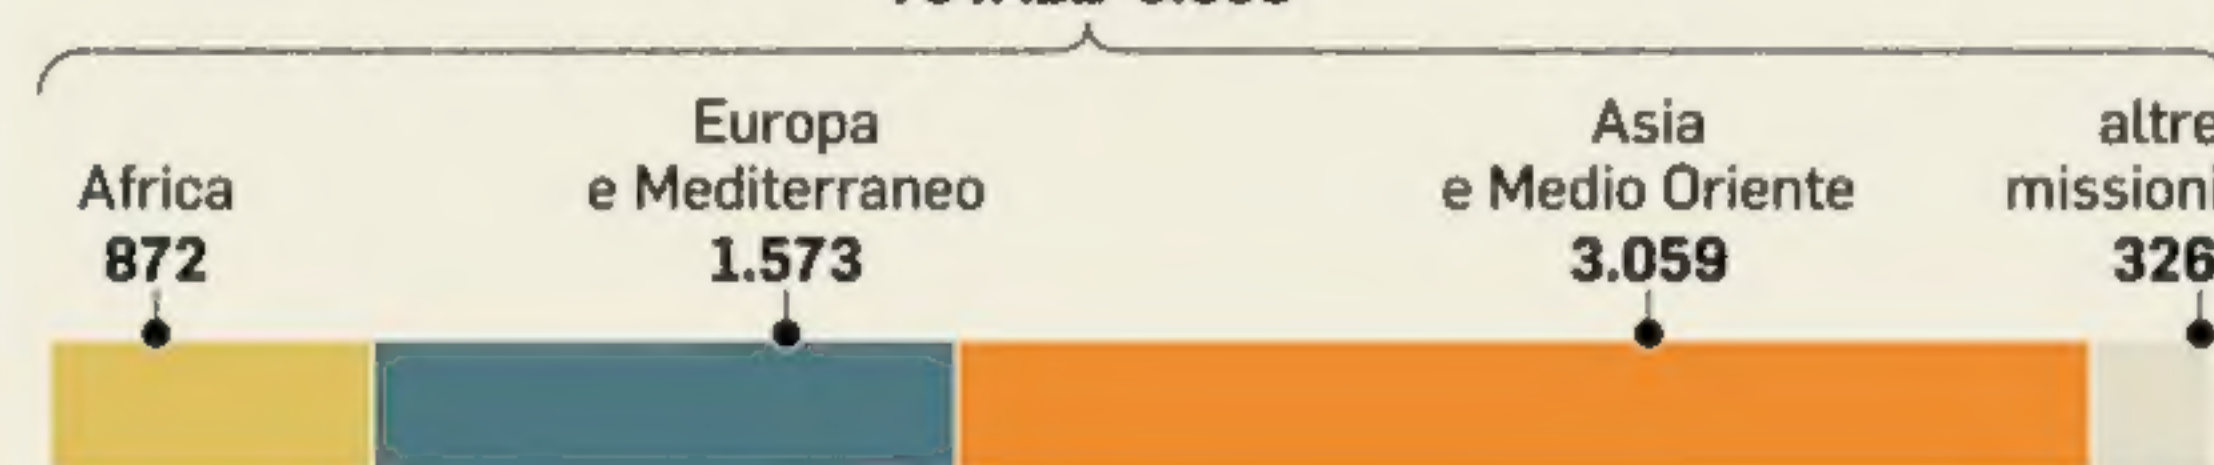 Europa
Asia
altre
Africa
e Mediterraneo
e Medio Oriente
missioni
872
1.573
3.059
326